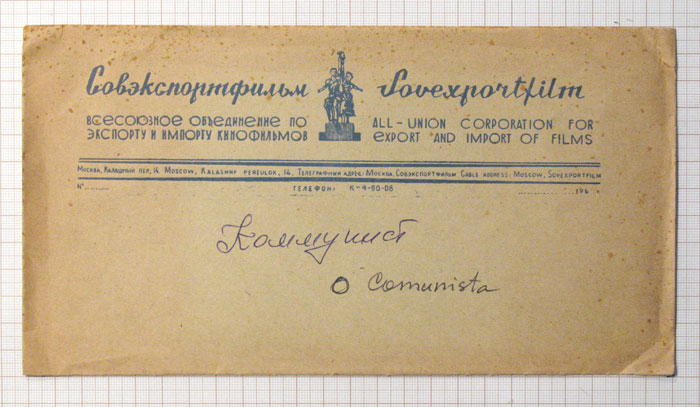 Совэкспортфильм Sovexportfilm
ВСЕСОЮЗНОЕ ОБЪЕДИНЕНИЕ ПО ALL-UNION CORPORATION FOR
ЭКСПОРТУ И ИМПОРТУ КИНОФИЛЬМОВ EXPORT AND IMPORT OF FILMS
МОСКВА, КАЛАШНЫЙ ПЕР., 14. MOSCOW, KALASHNY PEREULOK, 14. ТЕЛЕГРАФНЫЙ АДРЕС: МОСКВА, СОВЭКСПОРТФИЛЬМ CABLE ADDRESS: MOSCOW, SOVEXPORTFILM
№ ТЕЛЕФОН: К-4-60-08 196
Коммунист
O Comunista